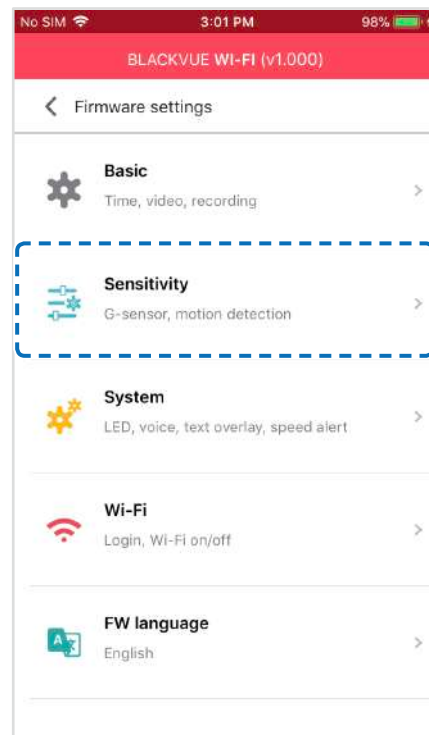 No SIM 3:01 PM 98%
BLACKVUE WI-FI (v1.000)
Firmware settings
Basic
Time, video, recording
Sensitivity
G-sensor, motion detection
System
LED, voice, text overlay, speed alert
Wi-Fi
Login, Wi-Fi on/off
FW language
English